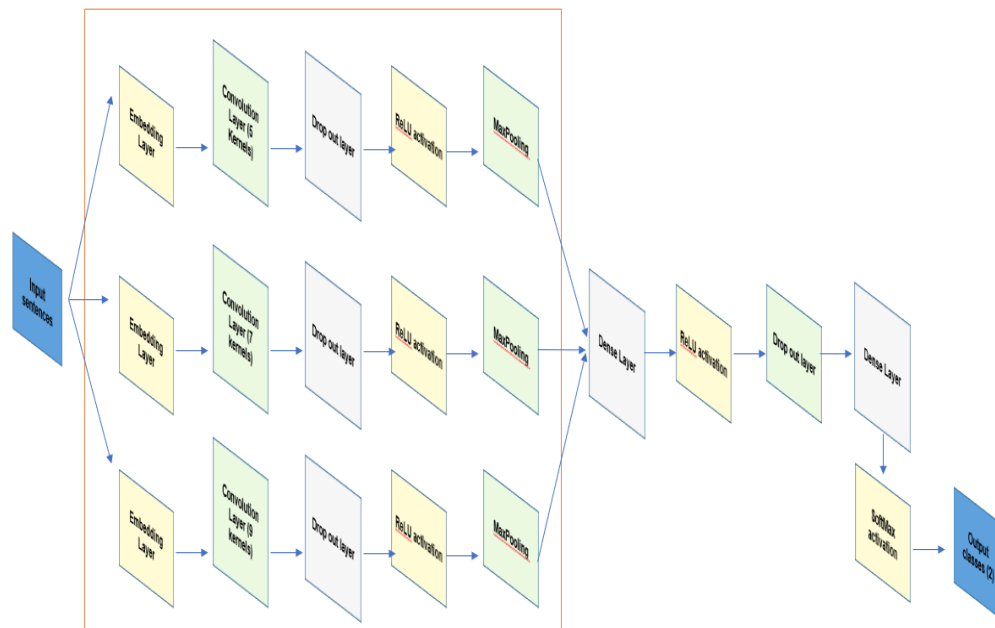 Input
sentences
Embedding
Layer
Convolution
Layer (5
Kernels)
Drop out layer
ReLU activation
MaxPooling
Embedding
Layer
Convolution
Layer (7
Kernels)
Drop out layer
ReLU activation
MaxPooling
Embedding
Layer
Convolution
Layer (9
kernels)
Drop out layer
ReLU activation
MaxPooling
Dense Layer
ReLU activation
Drop out layer
Dense Layer
SoftMax
activation
Output
classes (2)